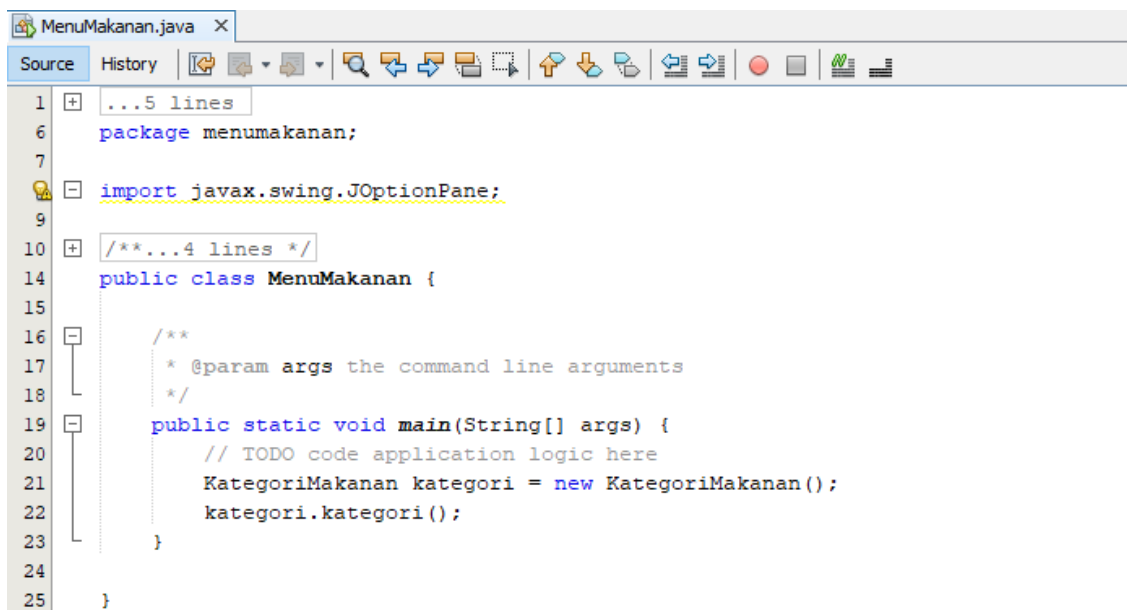 MenuMakanan.java
Source History
1 ...5 lines
6 package menumakanan;
7
import javax.swing.JOptionPane;
9
10 /**...4 lines */
14 public class MenuMakanan {
15
16 /**
17 * @param args the command line arguments
18 */
19 public static void main(String[] args) {
20 // TODO code application logic here
21 KategoriMakanan kategori = new KategoriMakanan();
22 kategori.kategori();
23 }
24
25 }